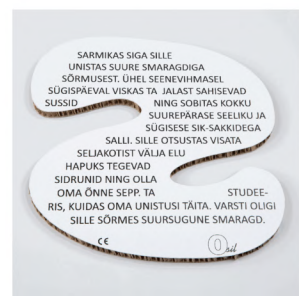 SARMIKAS SIGA SILLE
UNISTAS SUURE SMARAGDIGA
SÕRMUSEST. ÜHEL SEENEVIHMASEL
SÜGISPÄEVAL VISKAS TA JALAST SAHISEVAD
SUSSID NING SOBITAS KOKKU
SUUREPÄRASE SEELIKU JA
SÜGISESE SIK-SAKKIDEGA
SALLI. SILLE OTSUSTAS VISATA
SELJAKOTIST VÄLJA ELU
HAPUKS TEGEVAD
SIDRUNID NING OLLA
OMA ÕNNE SEPP. TA STUDEE-
RIS, KUIDAS OMA UNISTUSI TÄITA. VARSTI OLIGI
SILLE SÕRMES SUURSUGUNE SMARAGD.
CE